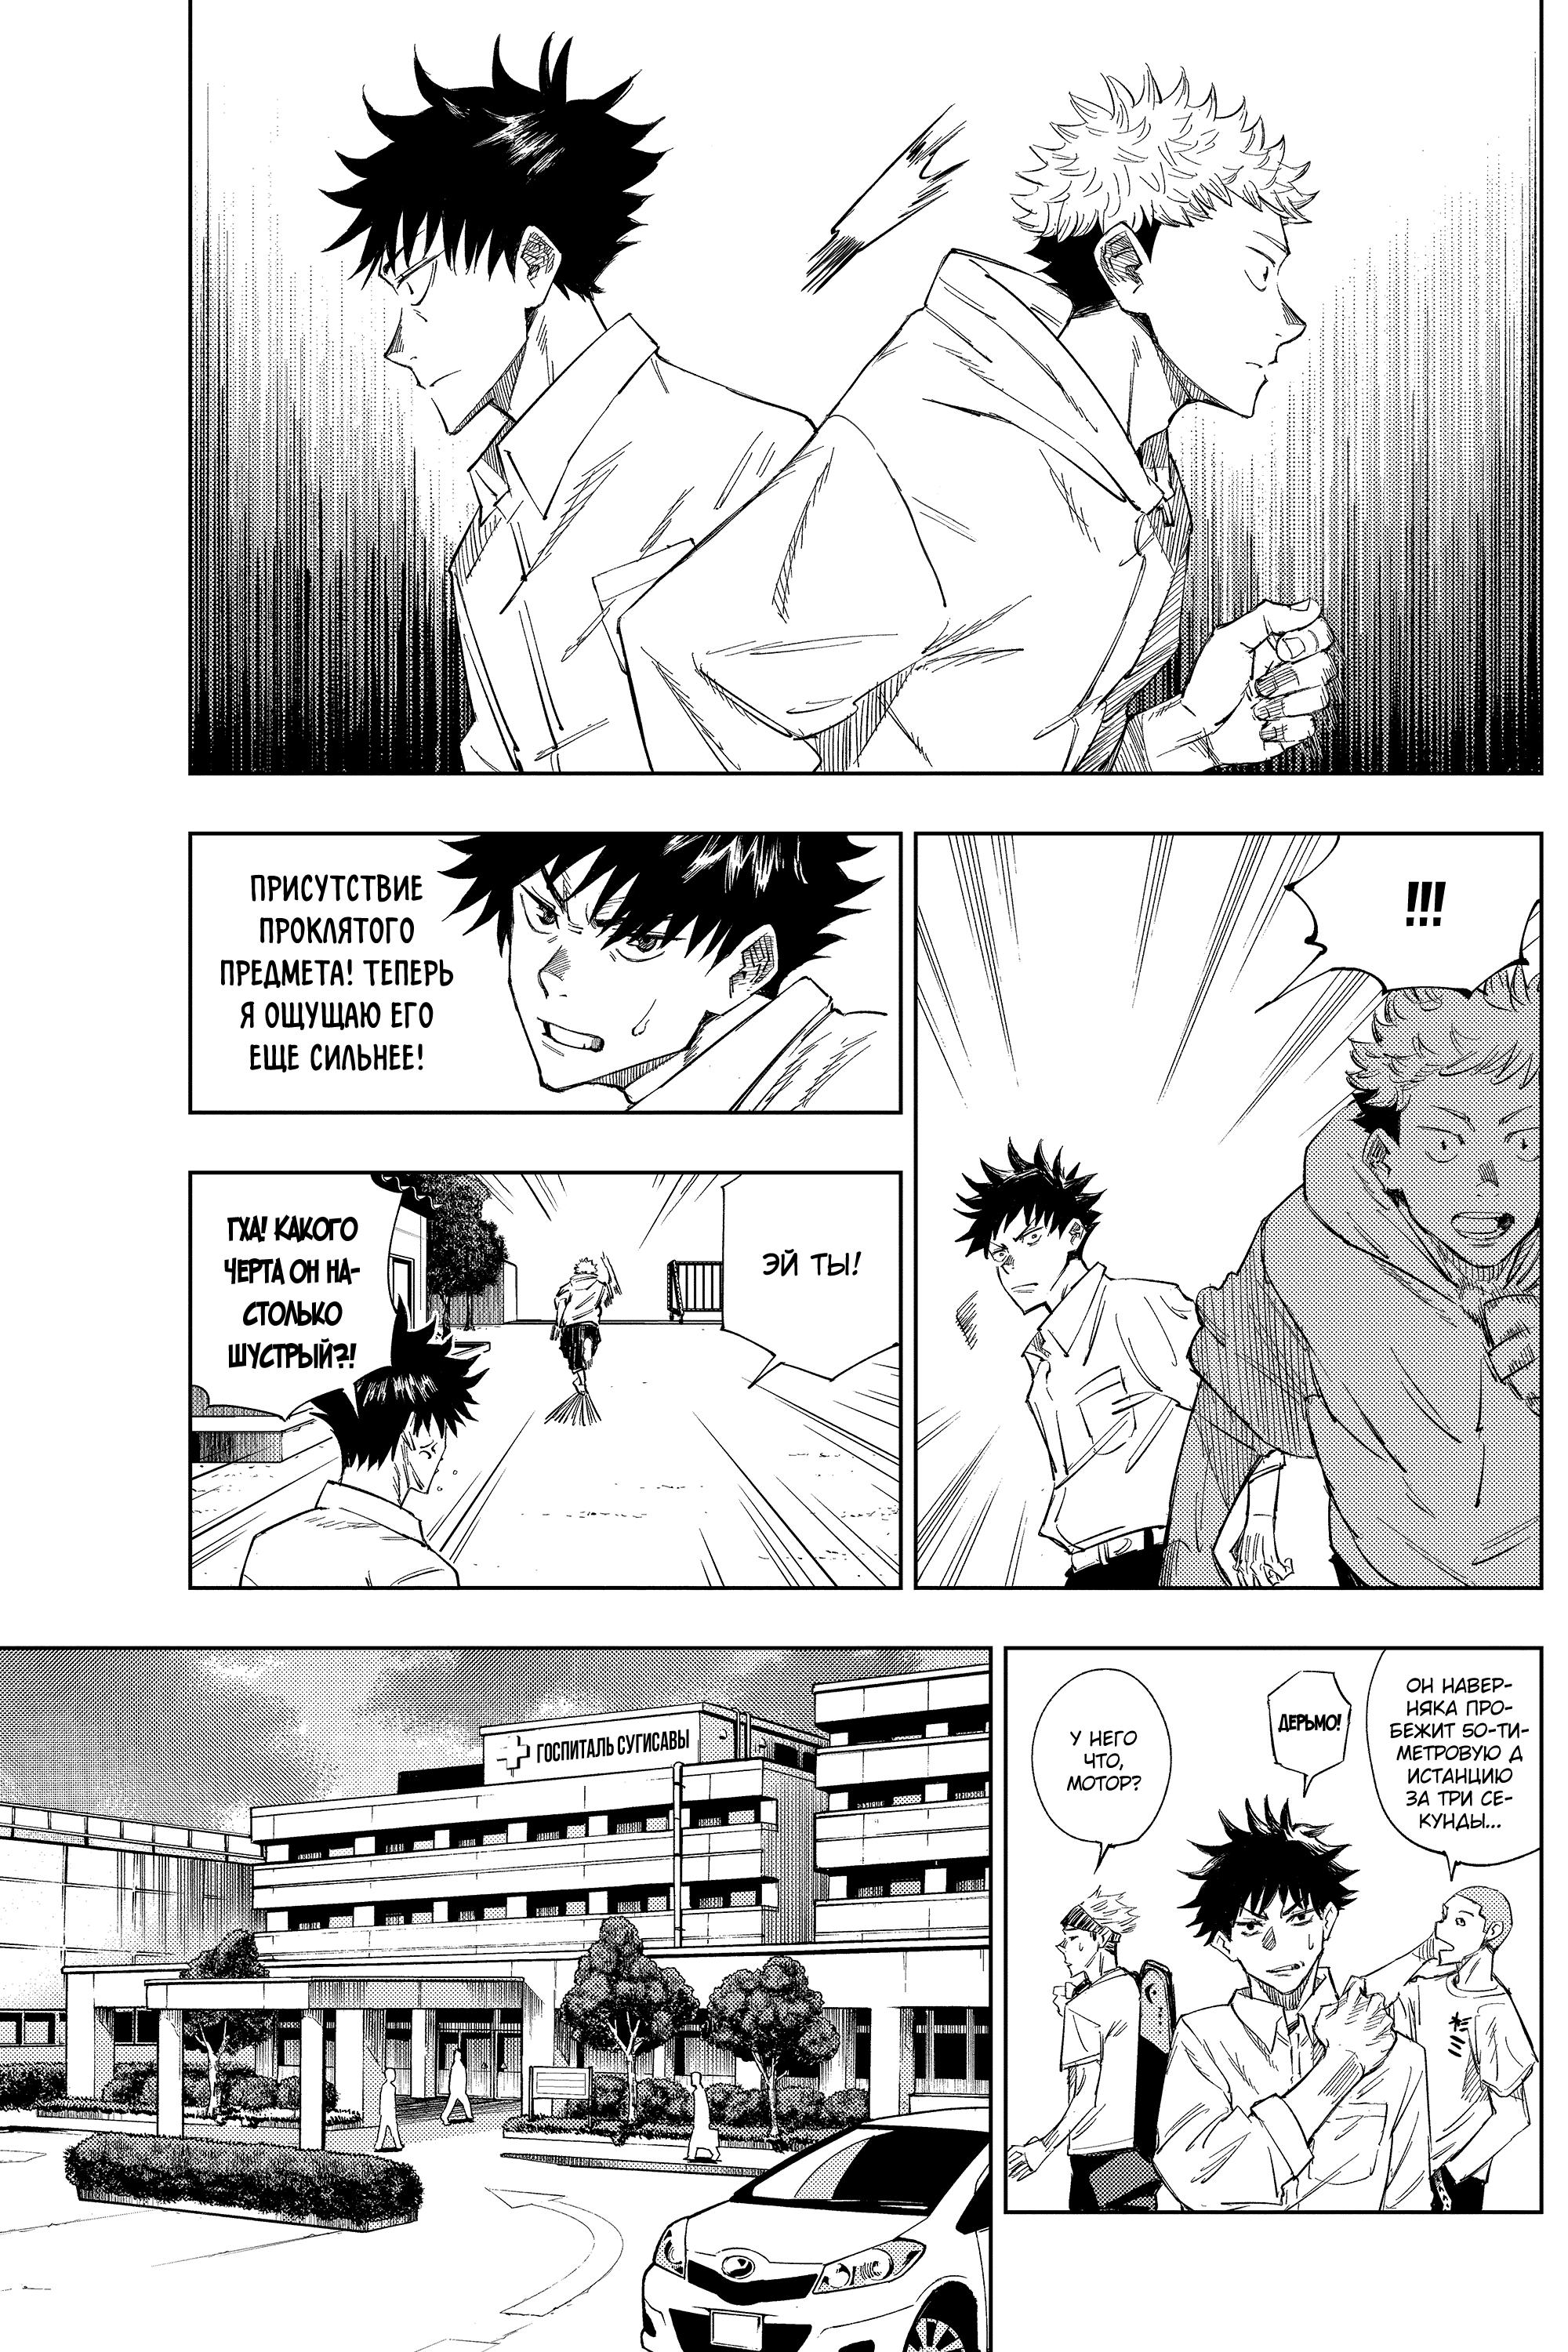 !!!
ПРИСУТСТВИЕ
ПРОКЛЯТОГО
ПРЕДМЕТА! ТЕПЕРЬ
Я ОЩУЩАЮ ЕГО
ЕЩЕ СИЛЬНЕЕ!
ЭЙ ТЫ!
ГХА! КАКОГО
ЧЕРТА ОН НА-
СТОЛЬКО
ШУСТРЫЙ?!
ОН НАВЕР-
НЯКА ПРО-
БЕЖИТ 50-ТИ-
МЕТРОВУЮ Д
ИСТАНЦИЮ
ЗА ТРИ СЕ-
КУНДЫ...
ДЕРЬМО!
У НЕГО
ЧТО,
МОТОР?
ГОСПИТАЛЬ СУГИСАВЫ